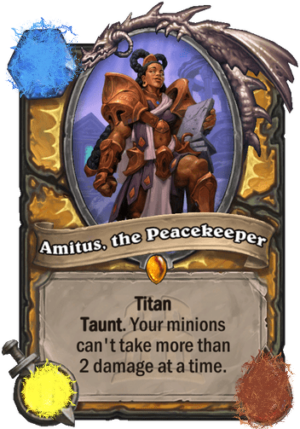 Amitus, the Peacekeeper
Titan
Taunt. Your minions
can't take more than
2 damage at a time.